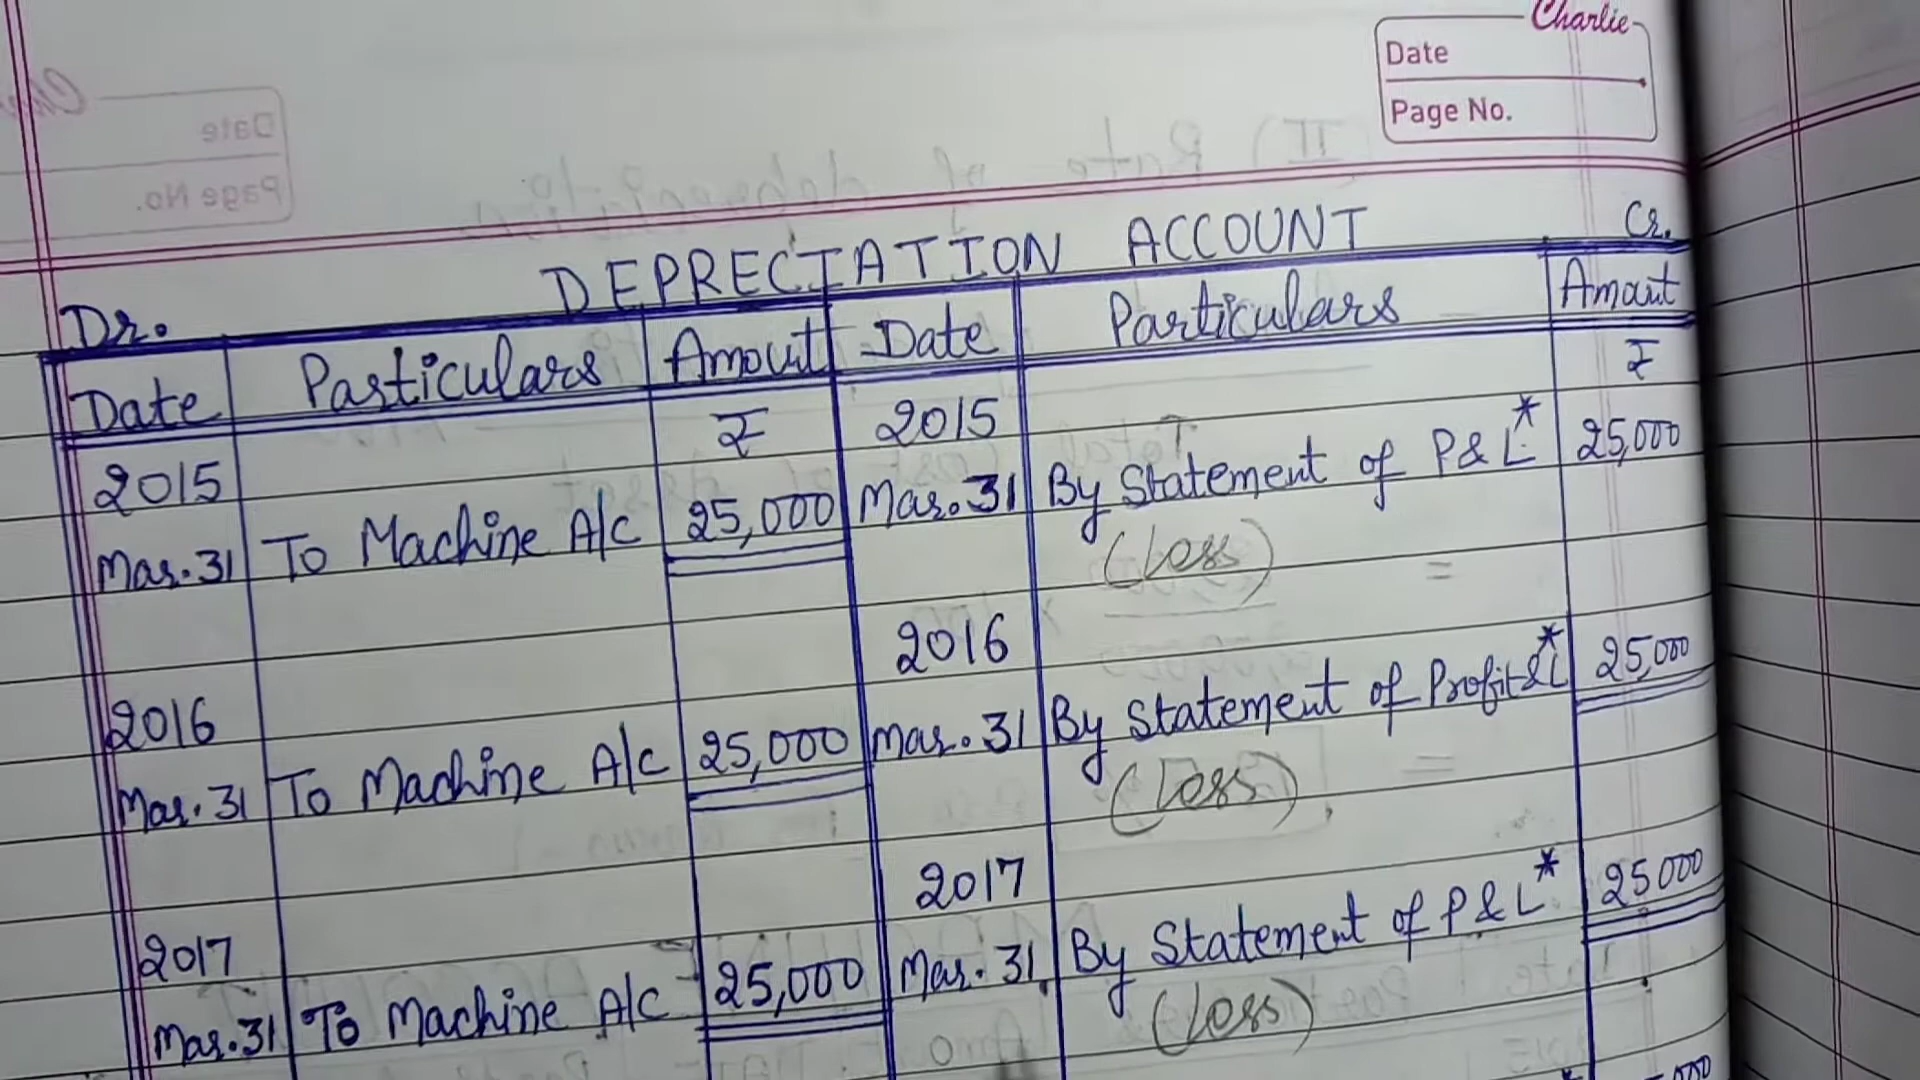 Charlie
Date
Page No.
DEPRECIATION ACCOUNT
Dr. Cr.
Date Particulars Amout Date Particulars Amout
₹ ₹
2015 2015
Mar. 31 To Machine A/c 25,000 Mar. 31 By Statement of P & L* 25,000
(Loss)
2016 2016
Mar. 31 To Machine A/c 25,000 Mar. 31 By Statement of Profit & L* 25,000
(Loss)
2017 2017
Mar. 31 To Machine A/c 25,000 Mar. 31 By Statement of P & L* 25000
(Loss)